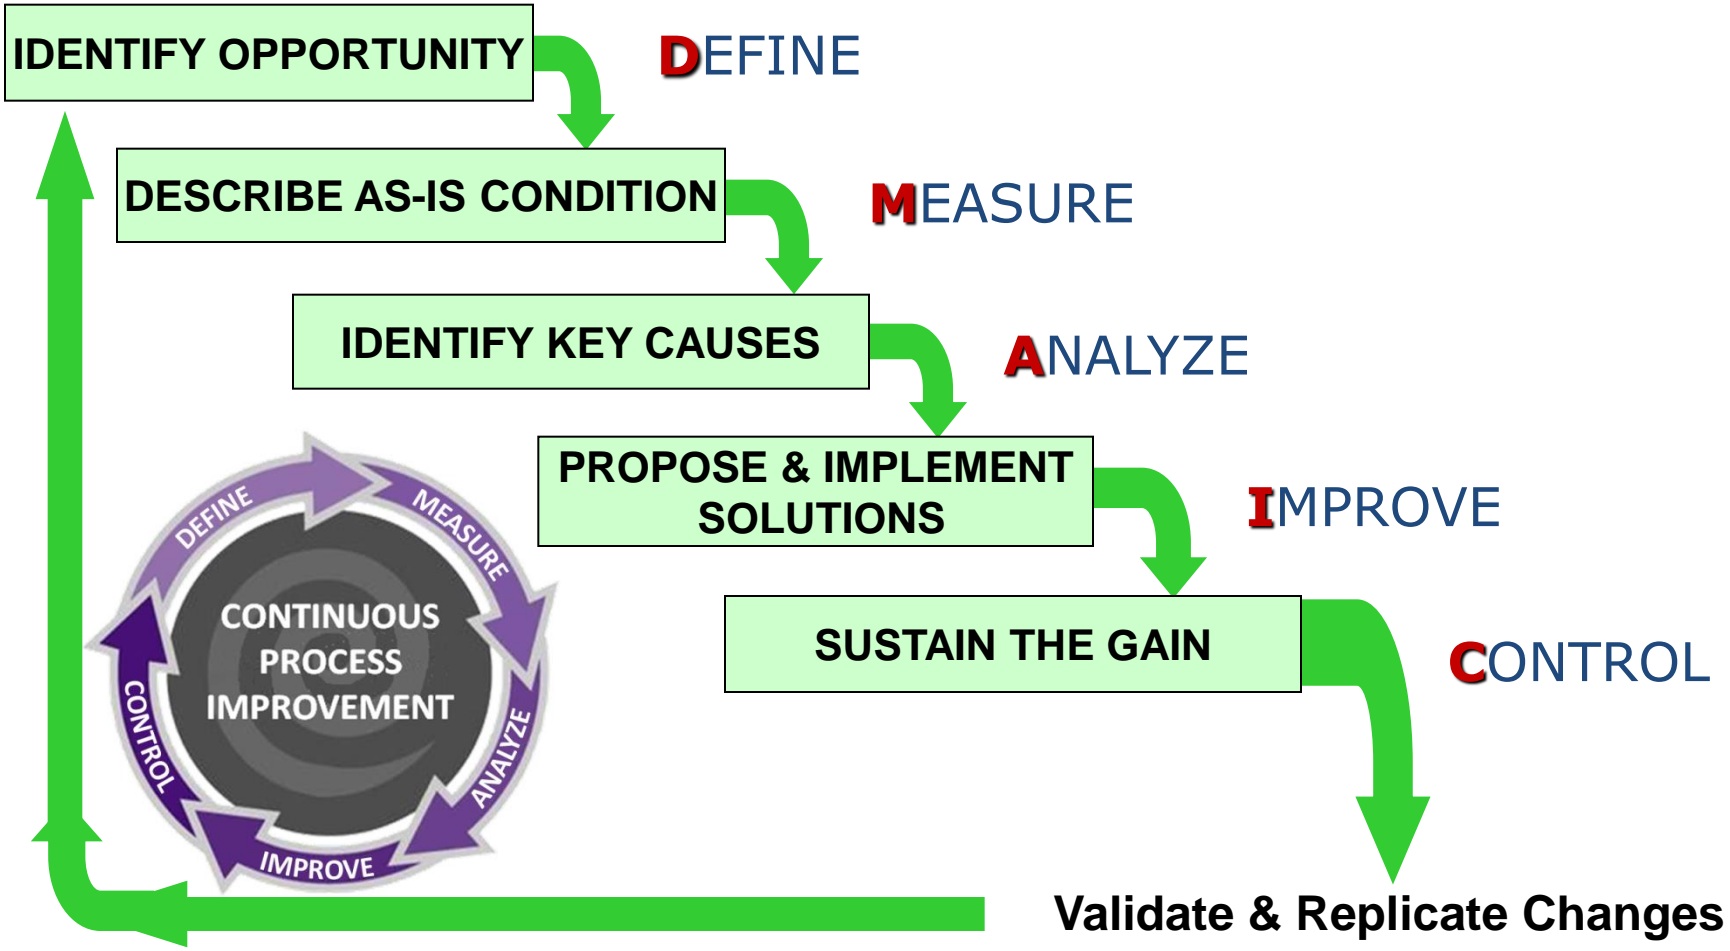 IDENTIFY OPPORTUNITY
DEFINE
DESCRIBE AS-IS CONDITION
MEASURE
IDENTIFY KEY CAUSES
ANALYZE
PROPOSE & IMPLEMENT
SOLUTIONS
IMPROVE
SUSTAIN THE GAIN
CONTROL
DEFINE
MEASURE
ANALYZE
IMPROVE
CONTROL
CONTINUOUS
PROCESS
IMPROVEMENT
Validate & Replicate Changes